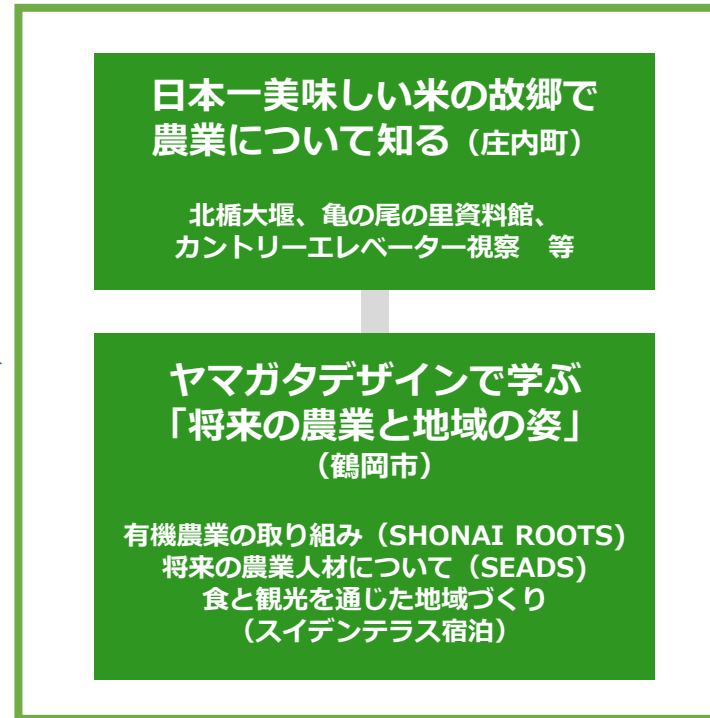 日本一美味しい米の故郷で
農業について知る（庄内町）
北楯大堰、亀の尾の里資料館、
カントリーエレベーター視察　等
ヤマガタデザインで学ぶ
「将来の農業と地域の姿」
（鶴岡市）
有機農業の取り組み（SHONAI ROOTS)
将来の農業人材について（SEADS)
食と観光を通じた地域づくり
（スイデンテラス宿泊）